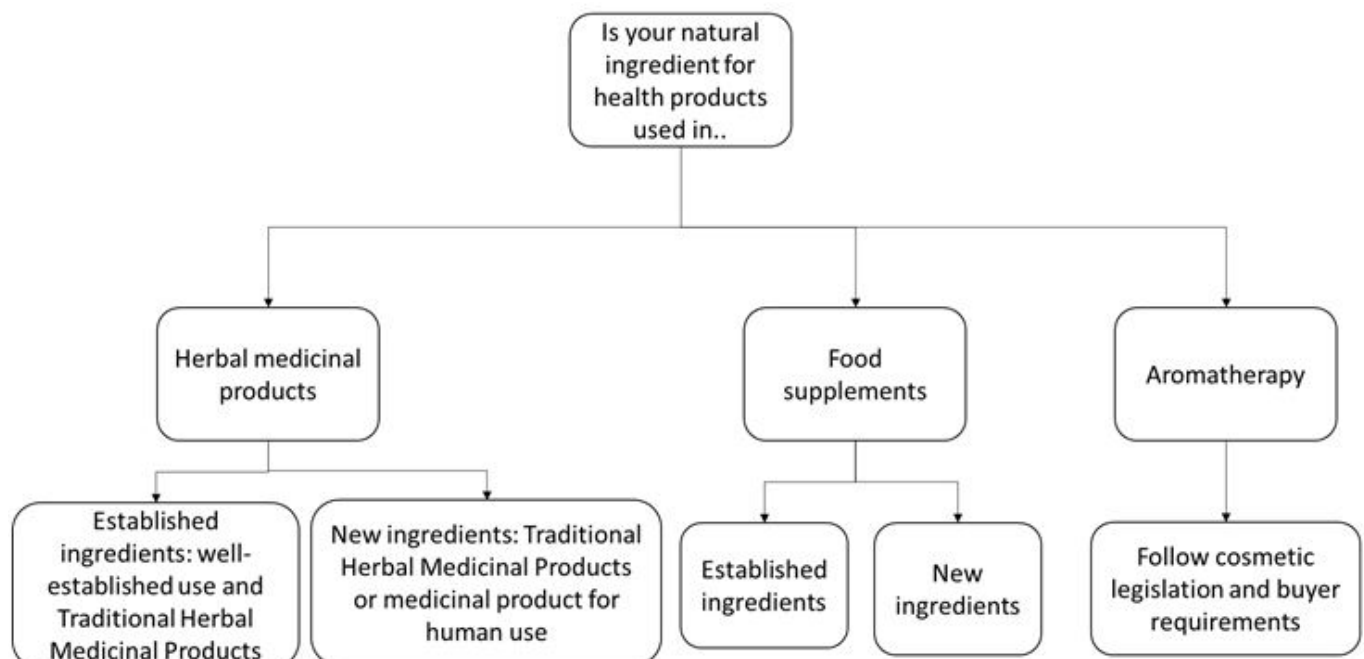 Is your natural
ingredient for
health products
used in..
Herbal medicinal
products
Food
supplements
Aromatherapy
Established
ingredients: well-
established use and
Traditional Herbal
Medicinal Products
New ingredients: Traditional
Herbal Medicinal Products
or medicinal product for
human use
Established
ingredients
New
ingredients
Follow cosmetic
legislation and buyer
requirements